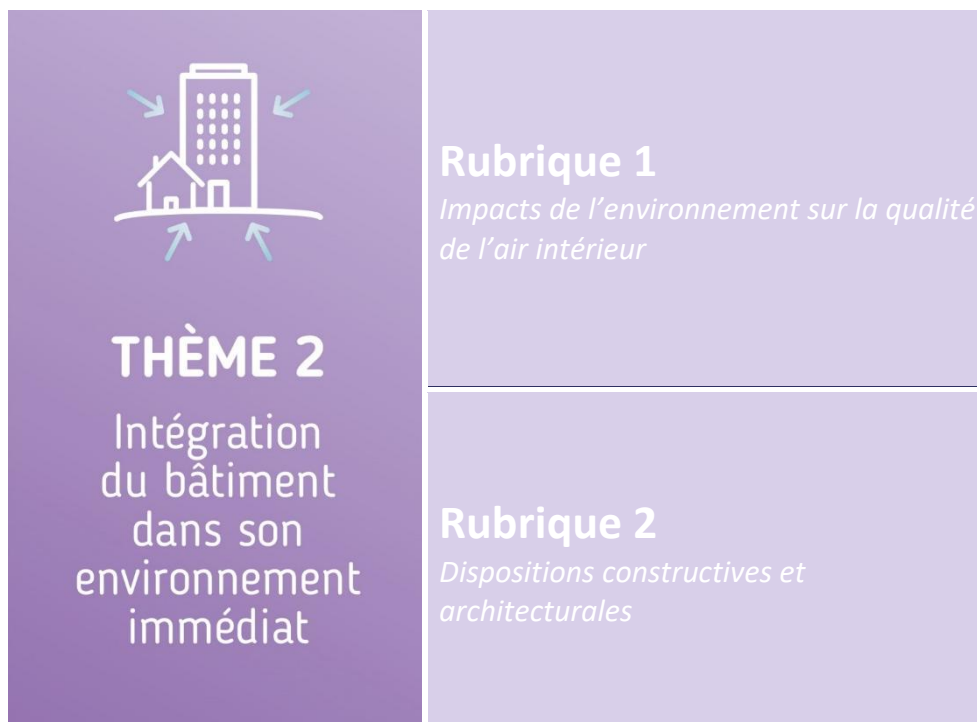 THÈME 2
Intégration
du bâtiment
dans son
environnement
immédiat
Rubrique 1
Impacts de l’environnement sur la qualité
de l’air intérieur
Rubrique 2
Dispositions constructives et
architecturales